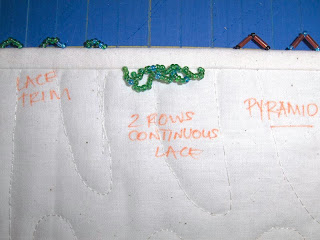 LACE
TRIM
2 ROWS
CONTINUOUS
LACE
PYRAMID